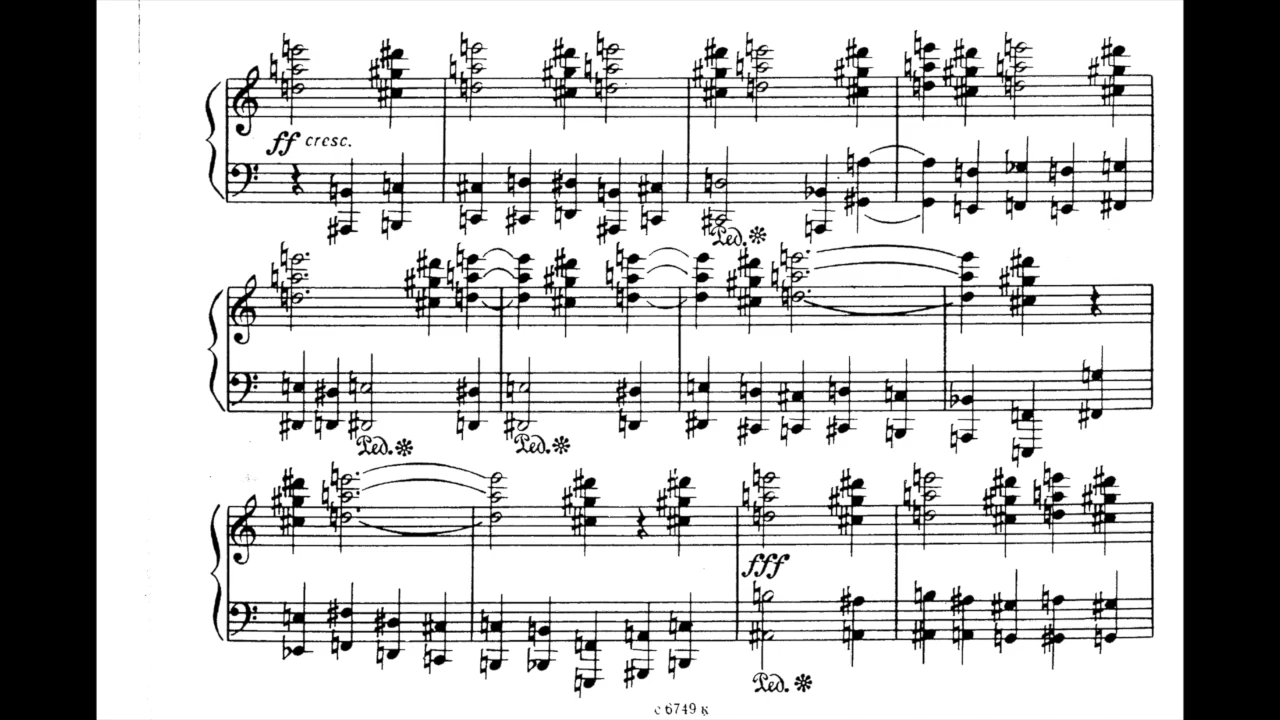 ff cresc.
Ped.
Ped. Ped.
fff
Ped.
c 6749 к